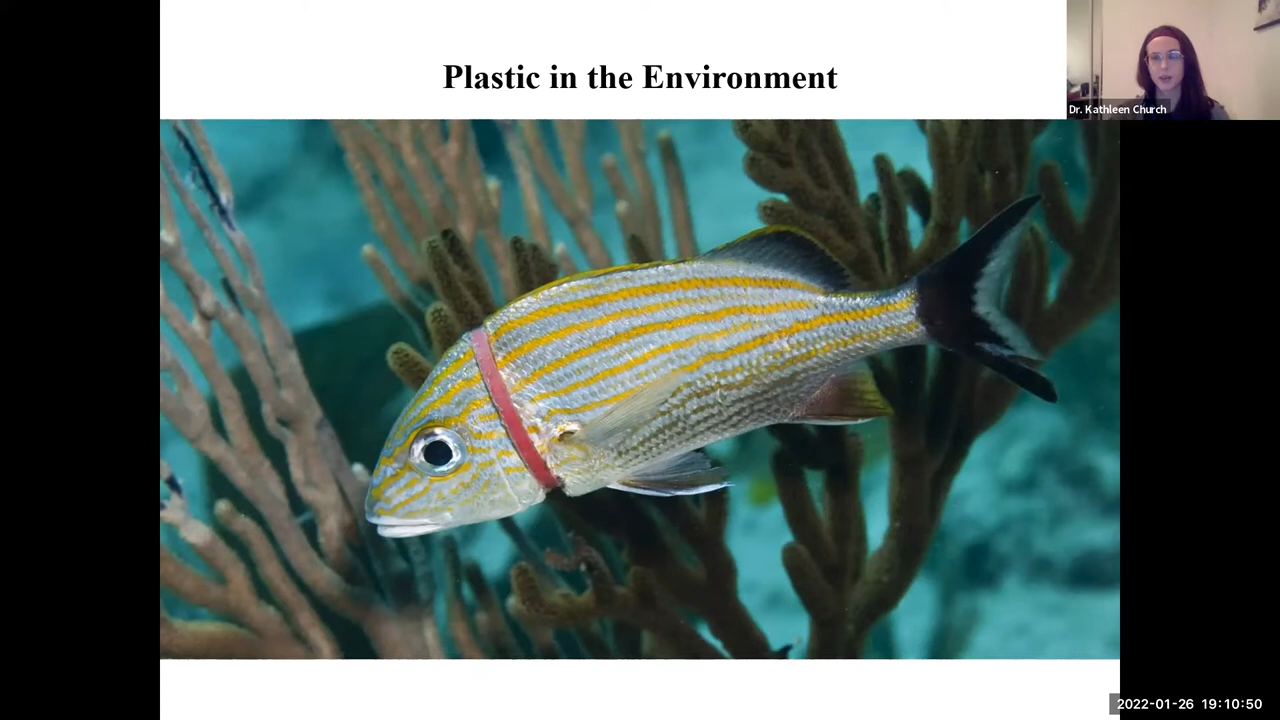 Plastic in the Environment
Dr. Kathleen Church
2022-01-26 19:10:50